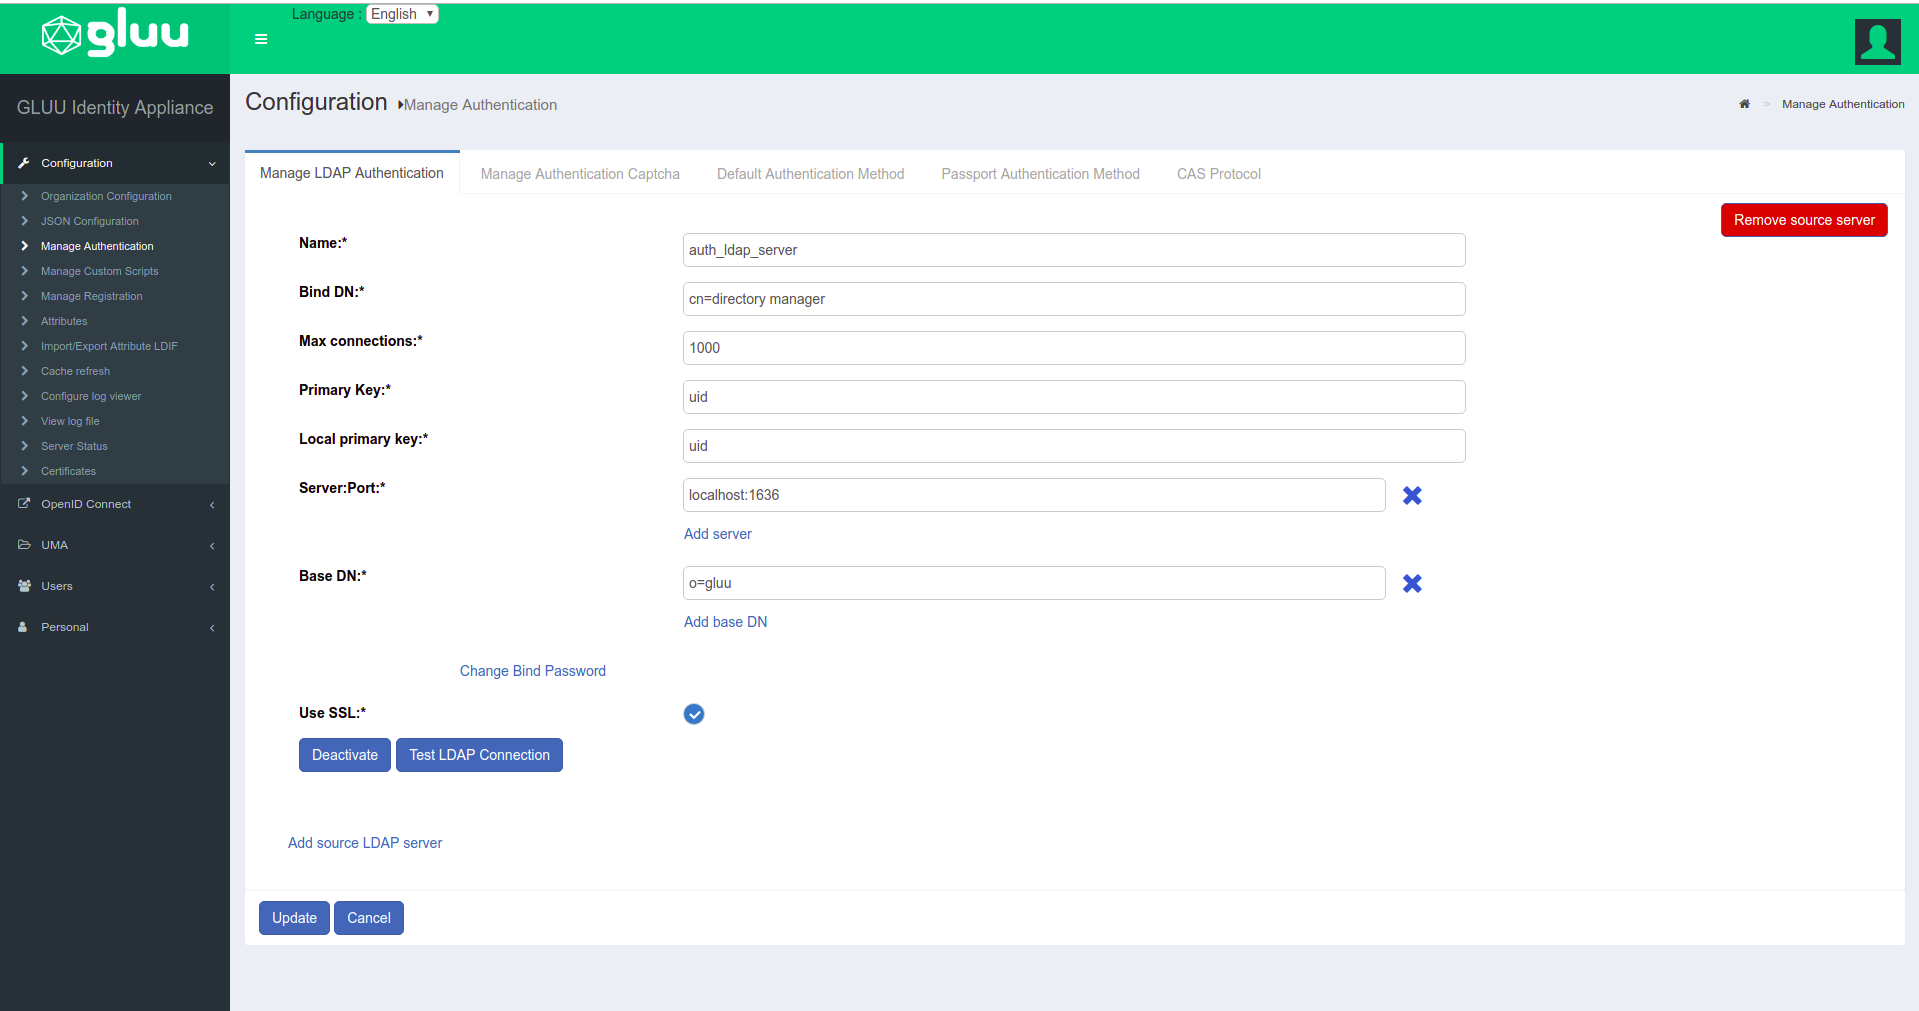 Language : English
gluu
GLUU Identity Appliance
Configuration
Organization Configuration
JSON Configuration
Manage Authentication
Manage Custom Scripts
Manage Registration
Attributes
Import/Export Attribute LDIF
Cache refresh
Configure log viewer
View log file
Server Status
Certificates
OpenID Connect
UMA
Users
Personal
Configuration Manage Authentication
> Manage Authentication
Manage LDAP Authentication Manage Authentication Captcha Default Authentication Method Passport Authentication Method CAS Protocol
Remove source server
Name:* auth_ldap_server
Bind DN:* cn=directory manager
Max connections:* 1000
Primary Key:* uid
Local primary key:* uid
Server:Port:* localhost:1636
Add server
Base DN:* o=gluu
Add base DN
Change Bind Password
Use SSL:*
Deactivate Test LDAP Connection
Add source LDAP server
Update Cancel